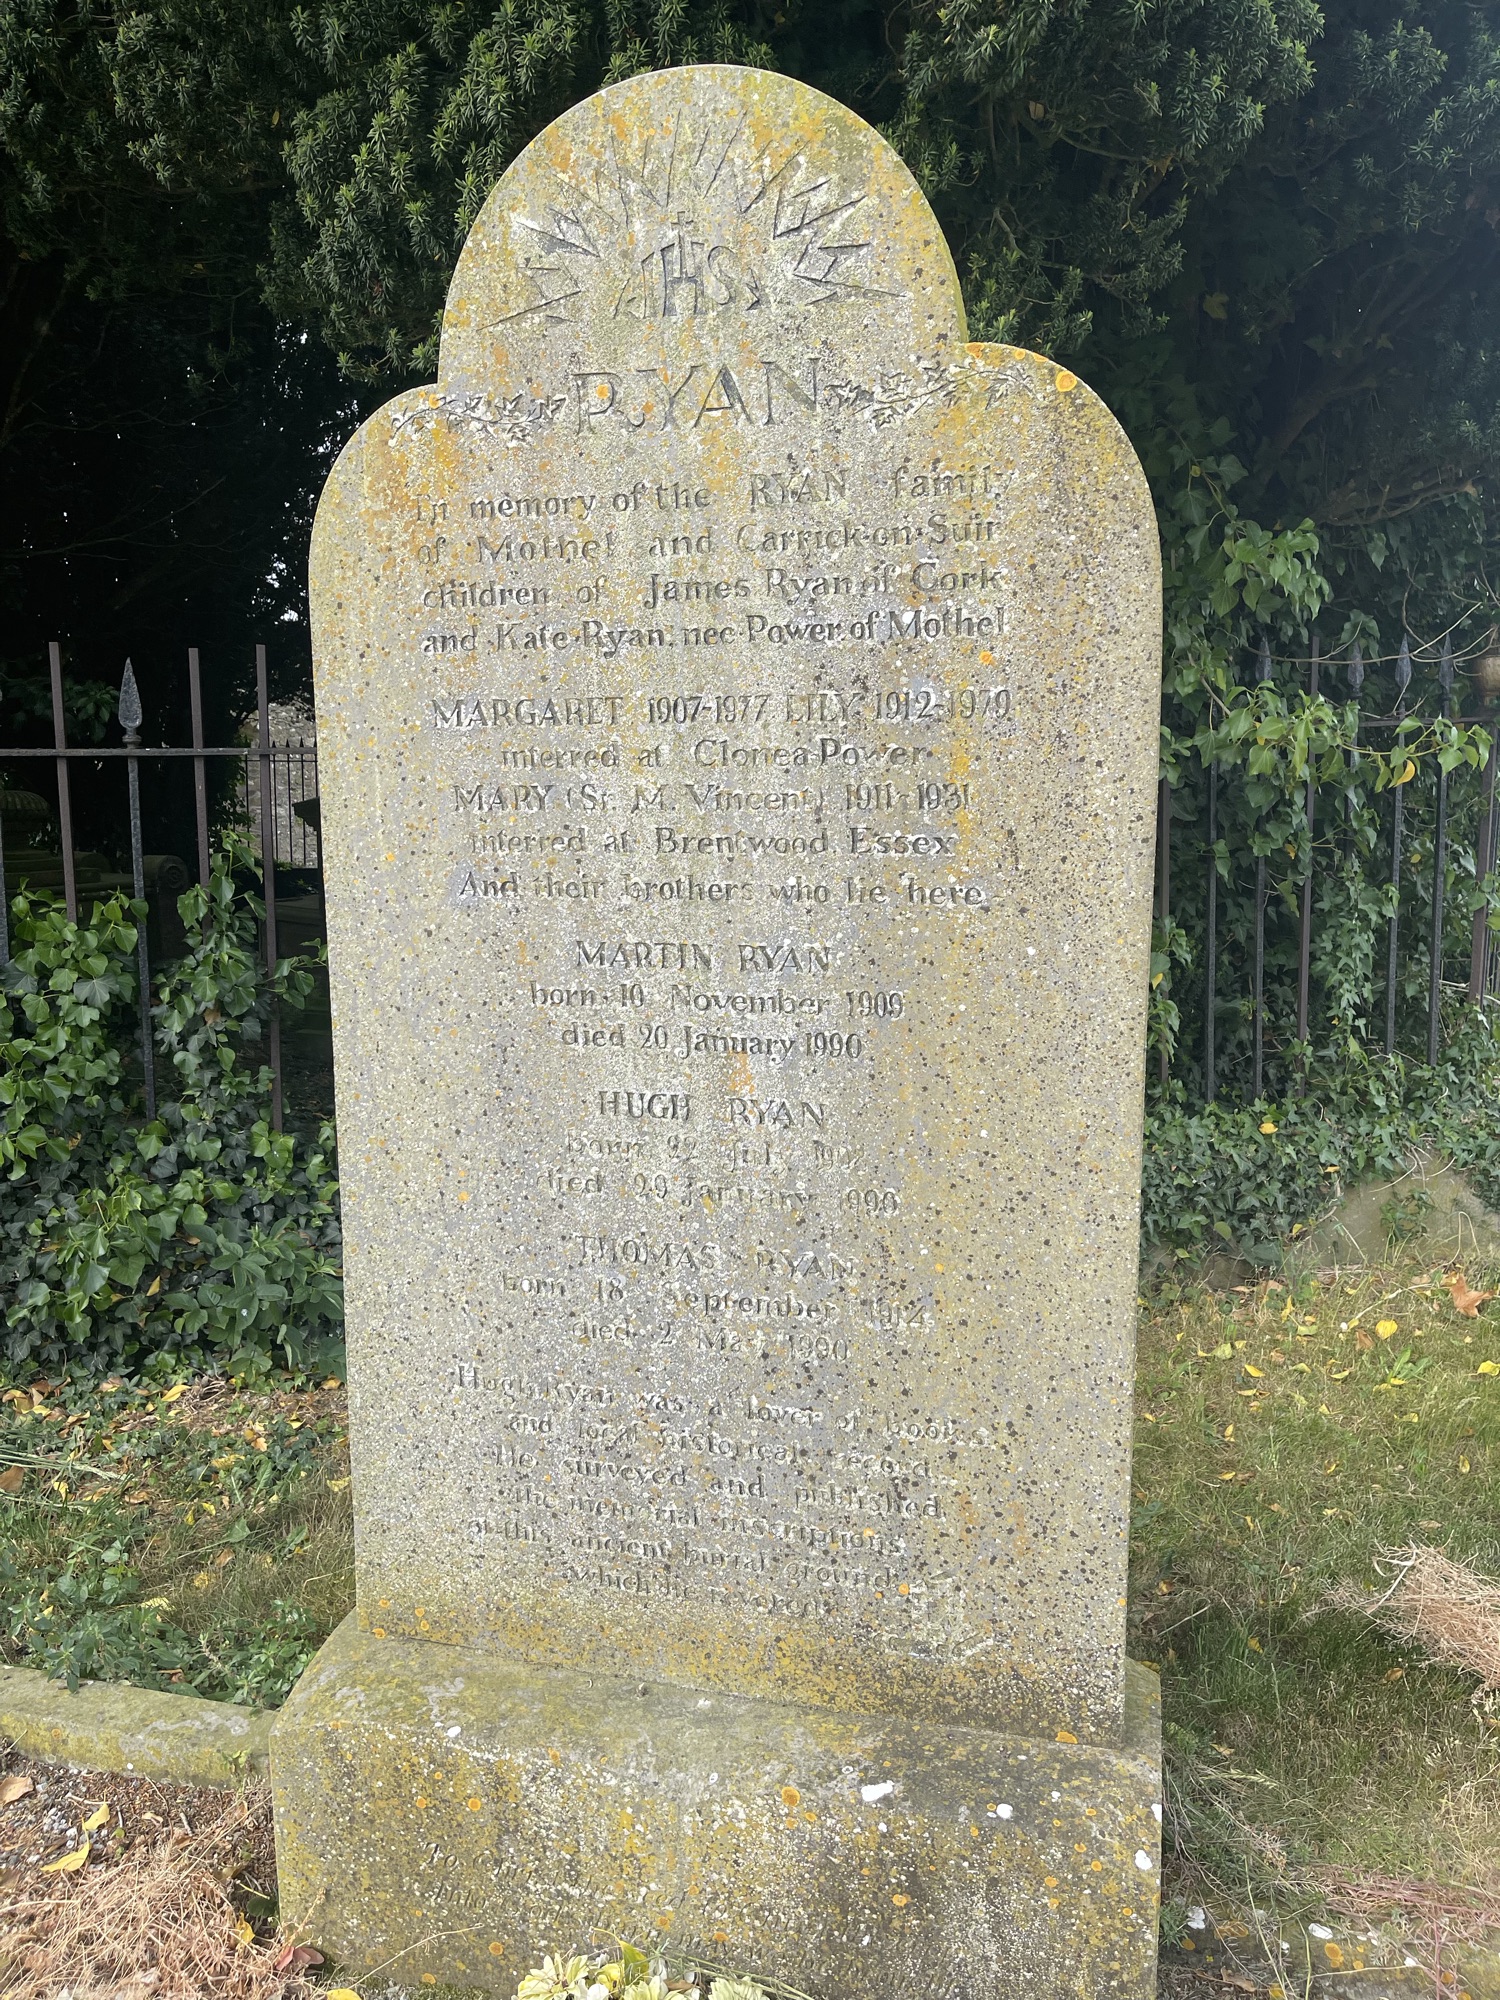 IHS
RYAN
In memory of the RYAN family
of Mothel and Carrick-on-Suir
children of James Ryan of Cork
and Kate Ryan nee Power of Mothel
MARGARET 1907-1977 LILY 1912-1979
interred at Clonea-Power
MARY (Sr. M. Vincent) 1911-1931
interred at Brentwood Essex
And their brothers who lie here
MARTIN RYAN
born 10 November 1909
died 20 January 1990
HUGH RYAN
born 22 July
died 29 January 1990
THOMAS RYAN
born 18 September 1914
died 2 May 1990
Hugh Ryan was a lover of books
and local historical record.
He surveyed and published
the memorial inscriptions
at this ancient burial ground
which he revered